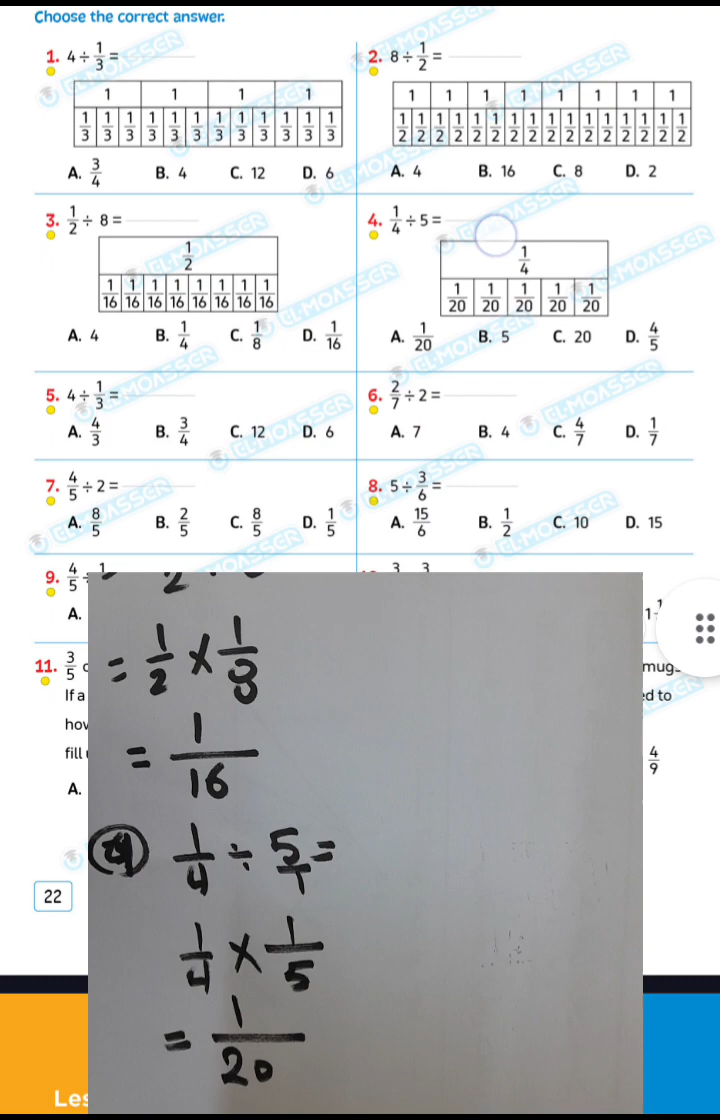 Choose the correct answer.
1. 4 ÷ 1/3 =
1 1 1 1
1/3 1/3 1/3 1/3 1/3 1/3 1/3 1/3 1/3 1/3 1/3 1/3
A. 3/4 B. 4 C. 12 D. 6
2. 8 ÷ 1/2 =
1 1 1 1 1 1 1 1
1/2 1/2 1/2 1/2 1/2 1/2 1/2 1/2 1/2 1/2 1/2 1/2 1/2 1/2 1/2 1/2
A. 4 B. 16 C. 8 D. 2
3. 1/2 ÷ 8 =
1/2
1/16 1/16 1/16 1/16 1/16 1/16 1/16 1/16
A. 4 B. 1/4 C. 1/8 D. 1/16
4. 1/4 ÷ 5 =
1/4
1/20 1/20 1/20 1/20 1/20
A. 1/20 B. 5 C. 20 D. 4/5
5. 4 ÷ 1/3 =
A. 4/3 B. 3/4 C. 12 D. 6
6. 2/7 ÷ 2 =
A. 7 B. 4 C. 4/7 D. 1/7
7. 4/5 ÷ 2 =
A. 8/5 B. 2/5 C. 8/5 D. 1/5
8. 5 ÷ 3/6 =
A. 15/6 B. 1/2 C. 10 D. 15
9. 4/5 ÷
A.
11. 3/5
If a
fill
A.
mug
ed to
4/9
= 1/2 × 1/8
= 1/16
④ 1/4 ÷ 5/1 =
1/4 × 1/5
= 1/20
22
Les
EL-MOASSER